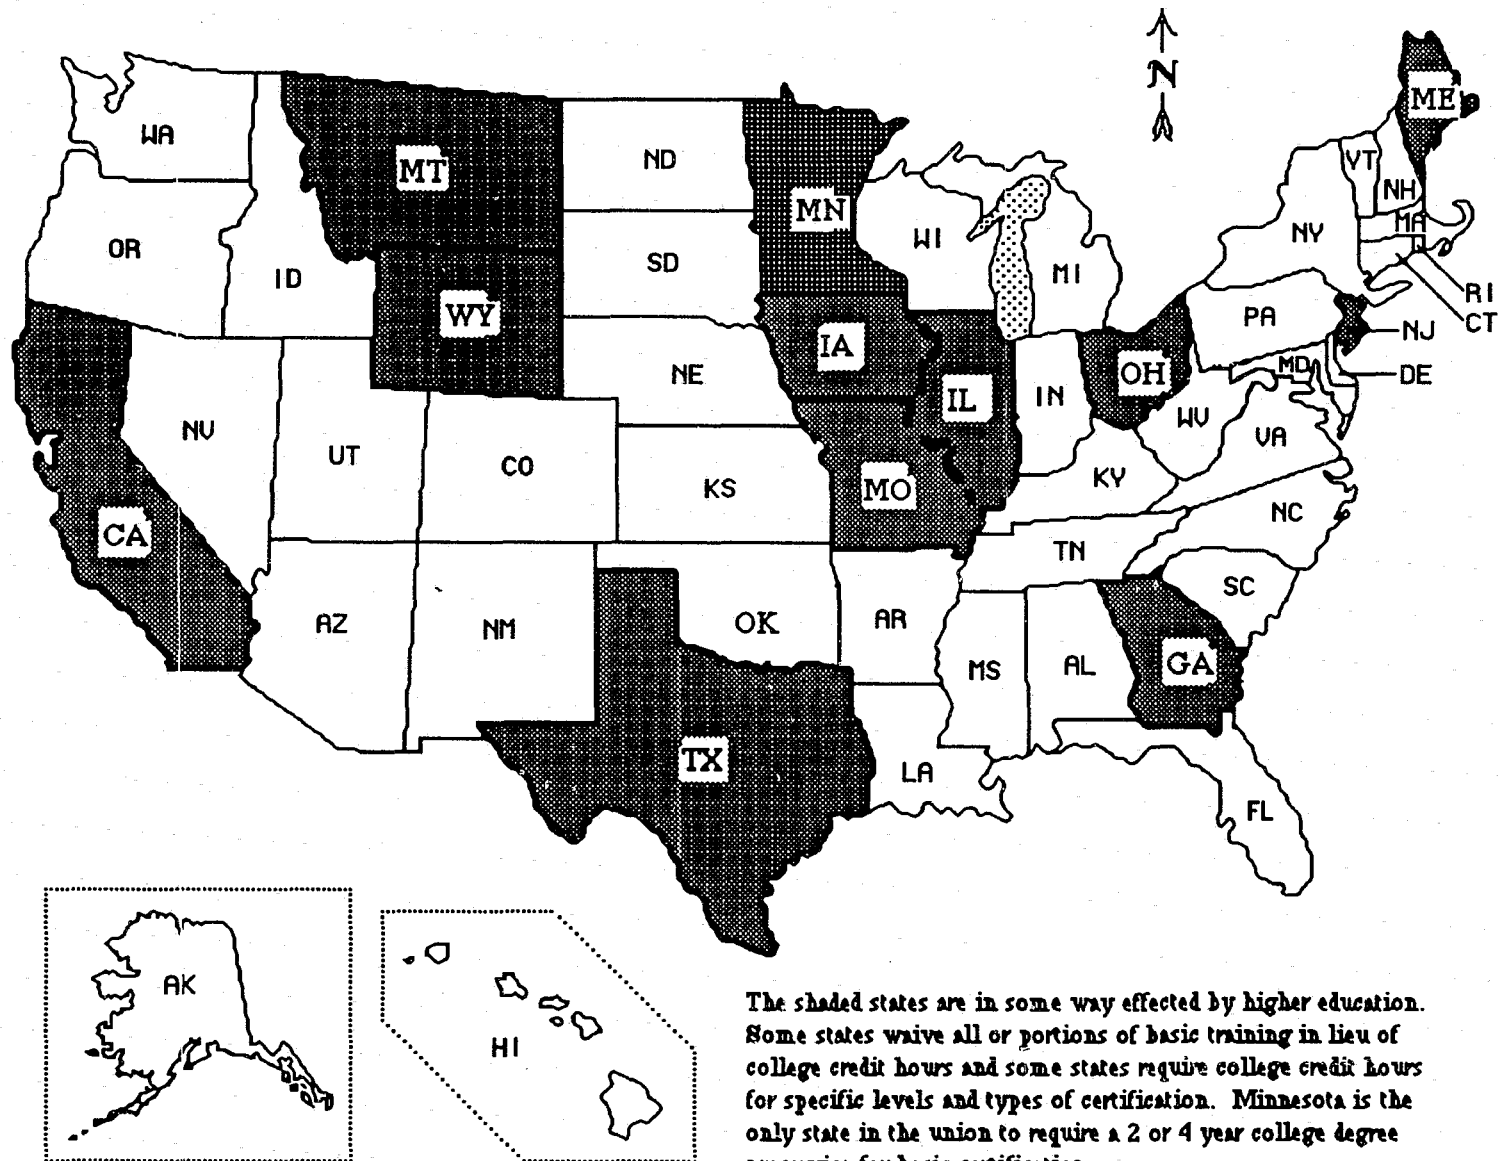 N
ME
WA
MT
ND
MN
VT
NH
MA
OR
ID
SD
WI
MI
NY
RI
CT
WY
IA
PA
NJ
NE
IL
IN
OH
MD
DE
NV
UT
CO
KS
MO
KY
WV
VA
CA
NC
TN
AZ
NM
OK
AR
SC
MS
AL
GA
TX
LA
FL
AK
HI
The shaded states are in some way effected by higher education.
Some states waive all or portions of basic training in lieu of
college credit hours and some states require college credit hours
for specific levels and types of certification. Minnesota is the
only state in the union to require a 2 or 4 year college degree